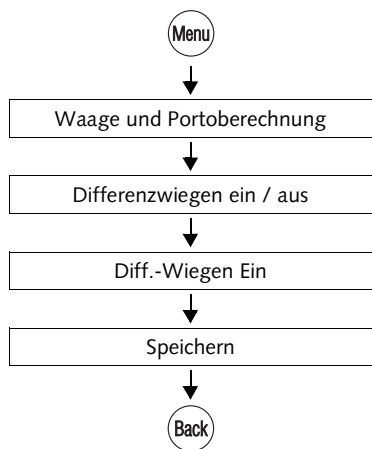 Menu
Waage und Portoberechnung
Differenzwiegen ein / aus
Diff.-Wiegen Ein
Speichern
Back